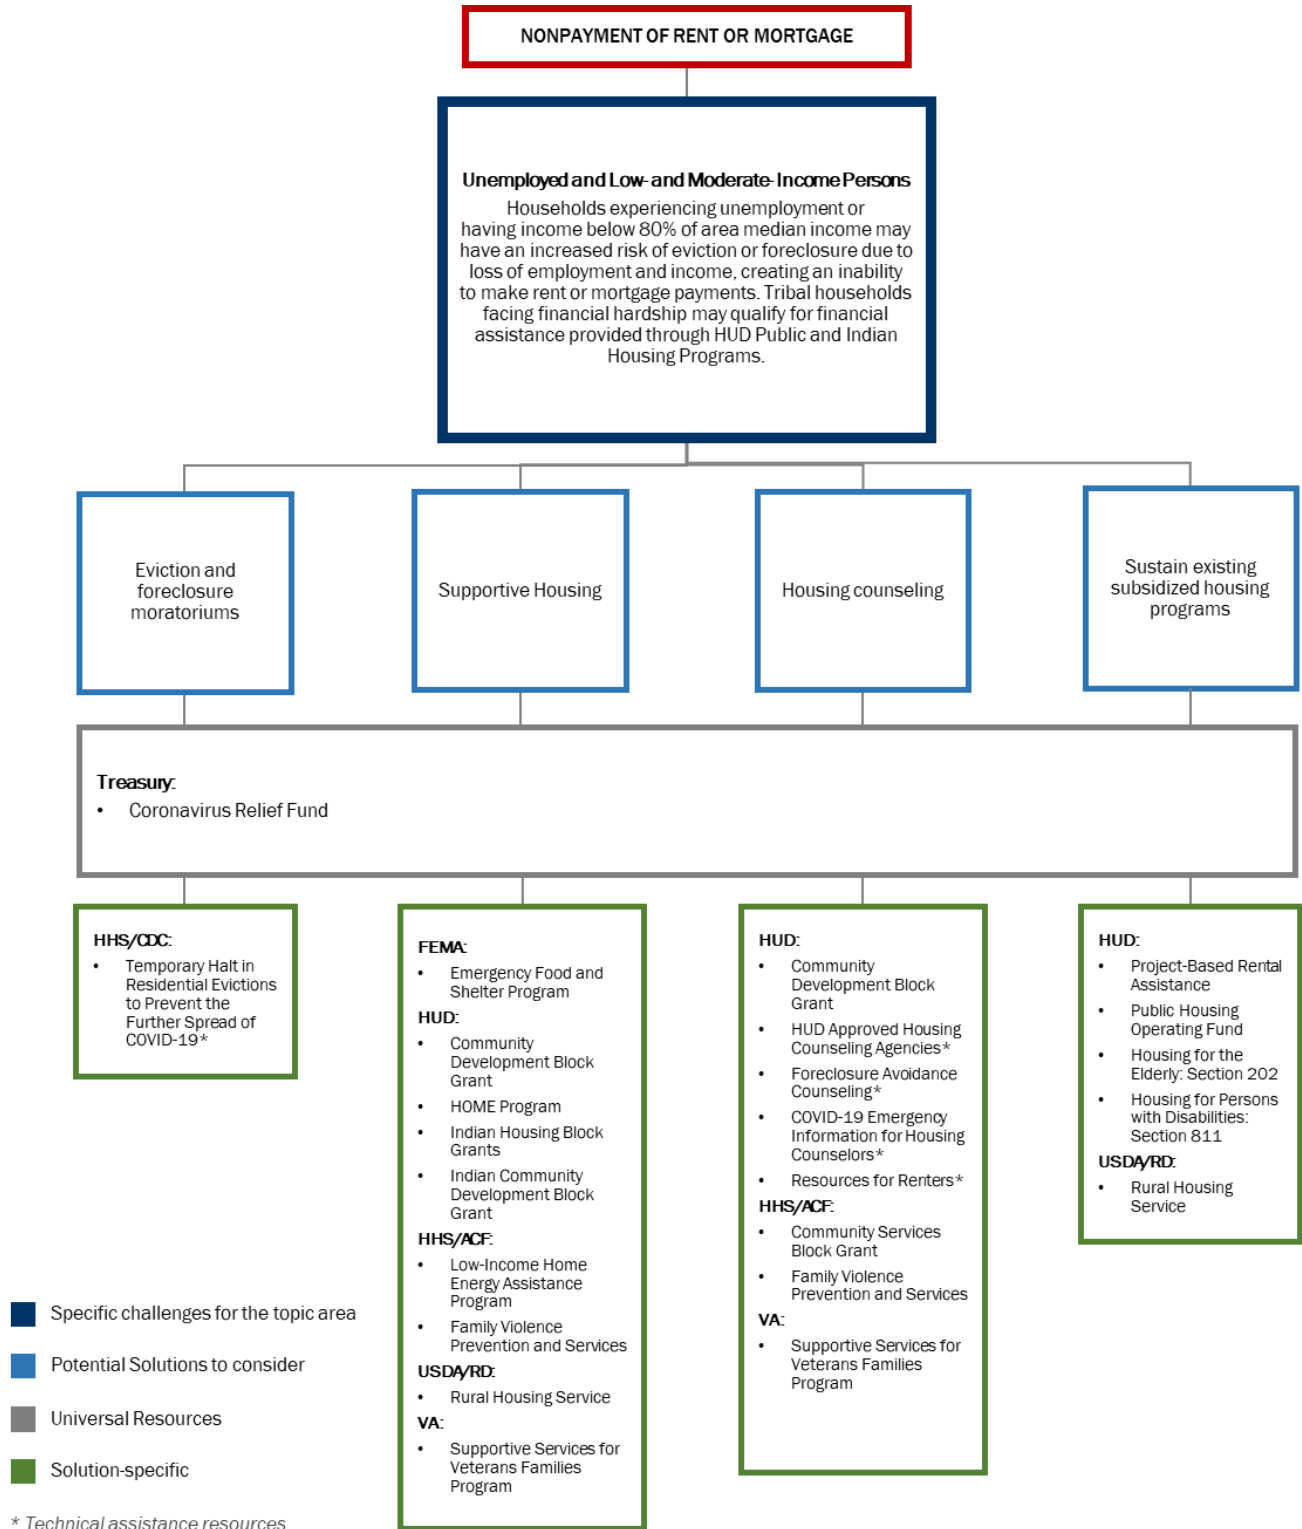 NONPAYMENT OF RENT OR MORTGAGE
Unemployed and Low- and Moderate- Income Persons
Households experiencing unemployment or
having income below 80% of area median income may
have an increased risk of eviction or foreclosure due to
loss of employment and income, creating an inability
to make rent or mortgage payments. Tribal households
facing financial hardship may qualify for financial
assistance provided through HUD Public and Indian
Housing Programs.
Eviction and
foreclosure
moratoriums
Supportive Housing
Housing counseling
Sustain existing
subsidized housing
programs
Treasury:
• Coronavirus Relief Fund
HHS/CDC:
• Temporary Halt in
Residential Evictions
to Prevent the
Further Spread of
COVID-19*
FEMA:
• Emergency Food and
Shelter Program
HUD:
• Community
Development Block
Grant
• HOME Program
• Indian Housing Block
Grants
• Indian Community
Development Block
Grant
HHS/ACF:
• Low-Income Home
Energy Assistance
Program
• Family Violence
Prevention and Services
USDA/RD:
• Rural Housing Service
VA:
• Supportive Services for
Veterans Families
Program
HUD:
• Community
Development Block
Grant
• HUD Approved Housing
Counseling Agencies*
• Foreclosure Avoidance
Counseling*
• COVID-19 Emergency
Information for Housing
Counselors*
• Resources for Renters*
HHS/ACF:
• Community Services
Block Grant
• Family Violence
Prevention and Services
VA:
• Supportive Services for
Veterans Families
Program
HUD:
• Project-Based Rental
Assistance
• Public Housing
Operating Fund
• Housing for the
Elderly: Section 202
• Housing for Persons
with Disabilities:
Section 811
USDA/RD:
• Rural Housing
Service
Specific challenges for the topic area
Potential Solutions to consider
Universal Resources
Solution-specific
* Technical assistance resources